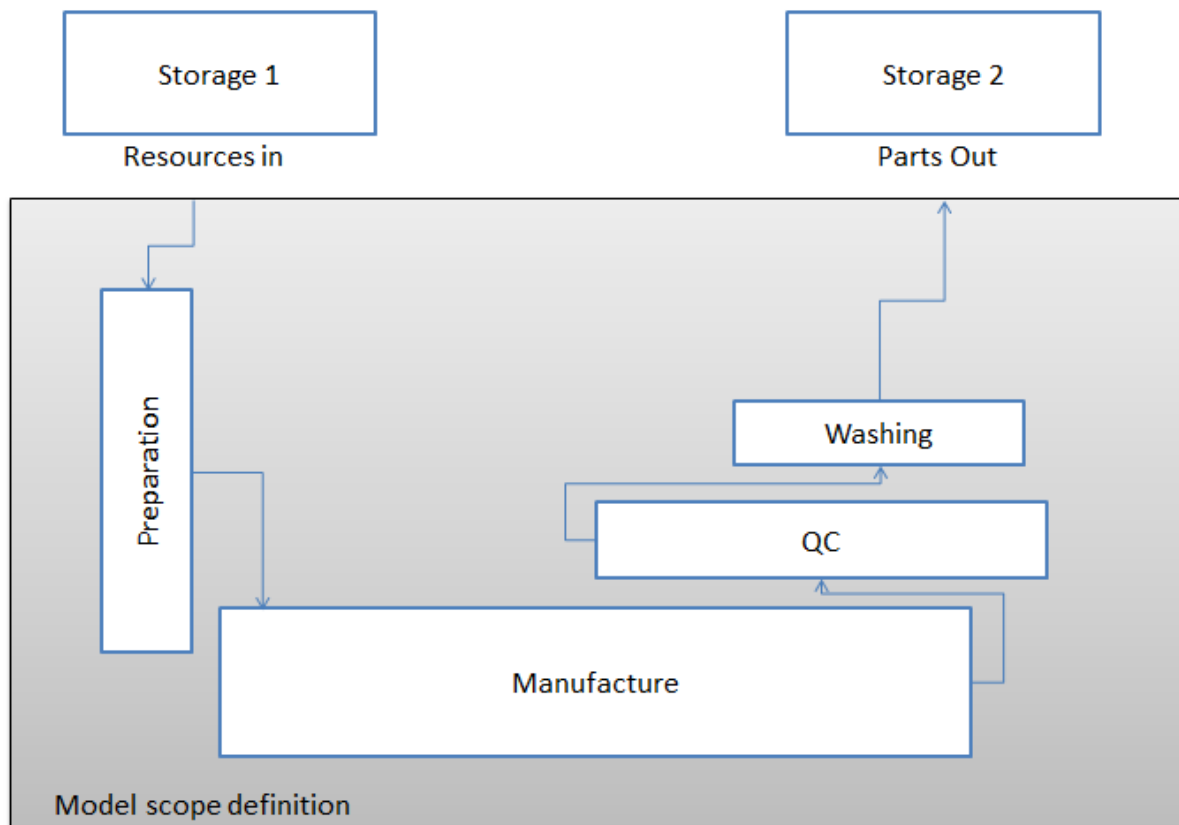 Storage 1
Storage 2
Resources in
Parts Out
Preparation
Washing
QC
Manufacture
Model scope definition